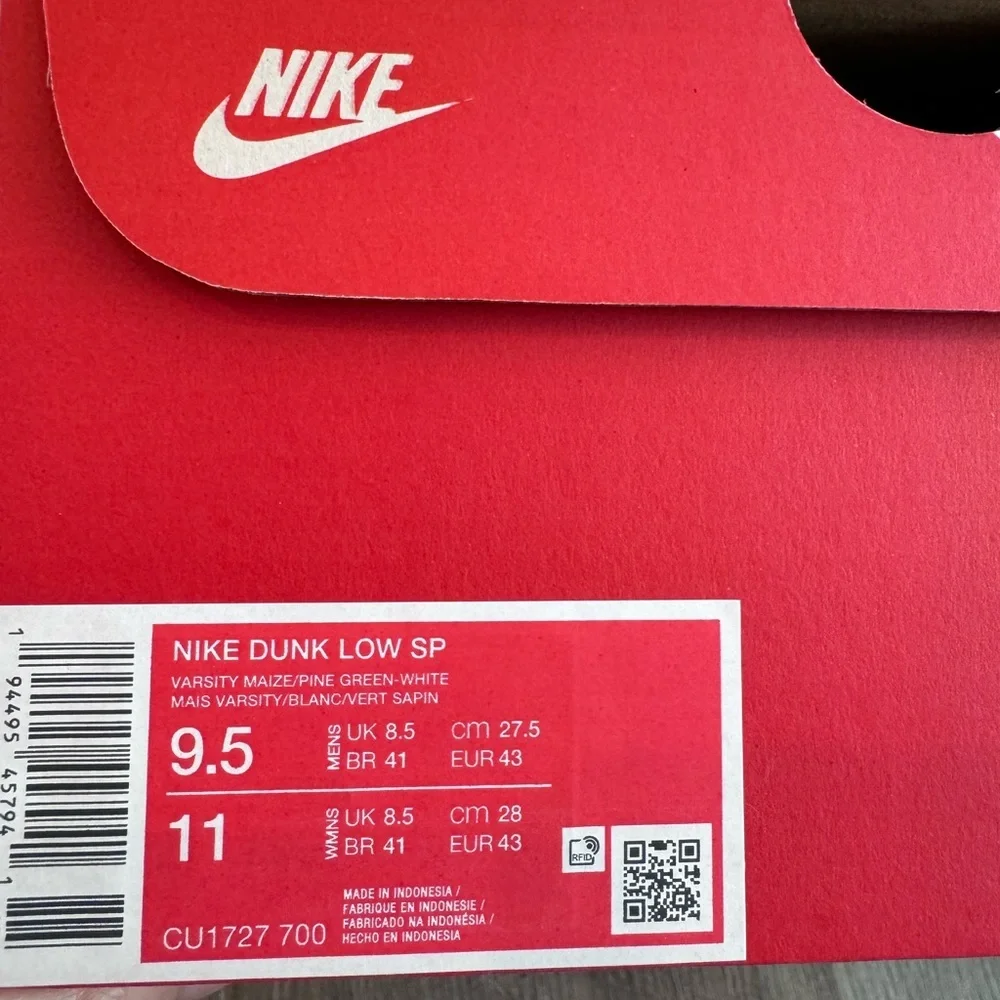 NIKE
NIKE DUNK LOW SP
VARSITY MAIZE/PINE GREEN-WHITE
MAIS VARSITY/BLANC/VERT SAPIN
9.5 MENS UK 8.5 cm 27.5
BR 41 EUR 43
11 WMNS UK 8.5 cm 28
BR 41 EUR 43
RFID
MADE IN INDONESIA /
FABRIQUE EN INDONESIE /
FABRICADO NA INDONÉSIA /
HECHO EN INDONESIA
CU1727 700
1 94495 45794 1